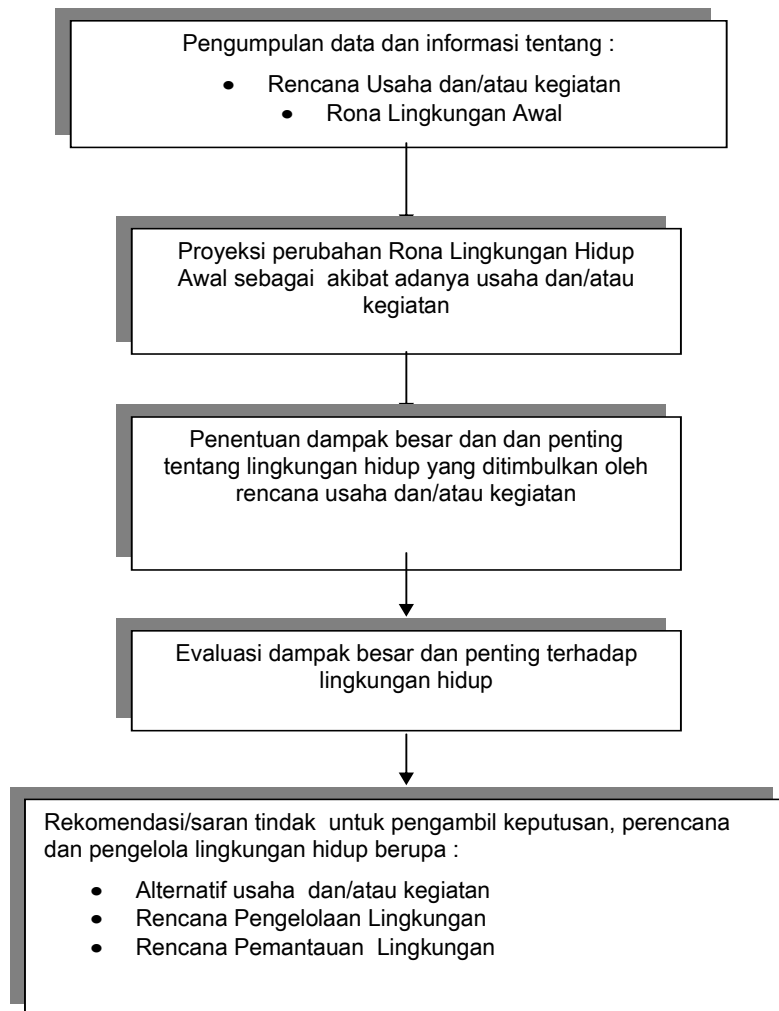 Pengumpulan data dan informasi tentang :
• Rencana Usaha dan/atau kegiatan
• Rona Lingkungan Awal
Proyeksi perubahan Rona Lingkungan Hidup
Awal sebagai akibat adanya usaha dan/atau
kegiatan
Penentuan dampak besar dan dan penting
tentang lingkungan hidup yang ditimbulkan oleh
rencana usaha dan/atau kegiatan
Evaluasi dampak besar dan penting terhadap
lingkungan hidup
Rekomendasi/saran tindak untuk pengambil keputusan, perencana
dan pengelola lingkungan hidup berupa :
• Alternatif usaha dan/atau kegiatan
• Rencana Pengelolaan Lingkungan
• Rencana Pemantauan Lingkungan